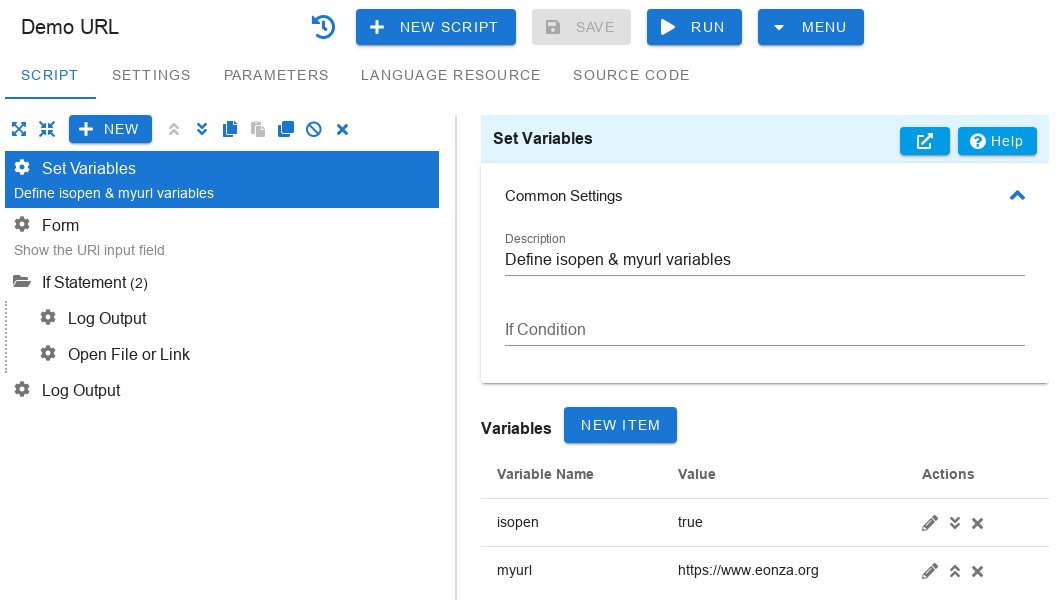 Demo URL
NEW SCRIPT
SAVE
RUN
MENU
SCRIPT
SETTINGS
PARAMETERS
LANGUAGE RESOURCE
SOURCE CODE
NEW
Set Variables
Define isopen & myurl variables
Form
Show the URl input field
If Statement (2)
Log Output
Open File or Link
Log Output
Set Variables
Help
Common Settings
Description
Define isopen & myurl variables
If Condition
Variables
NEW ITEM
Variable Name Value Actions
isopen true
myurl https://www.eonza.org